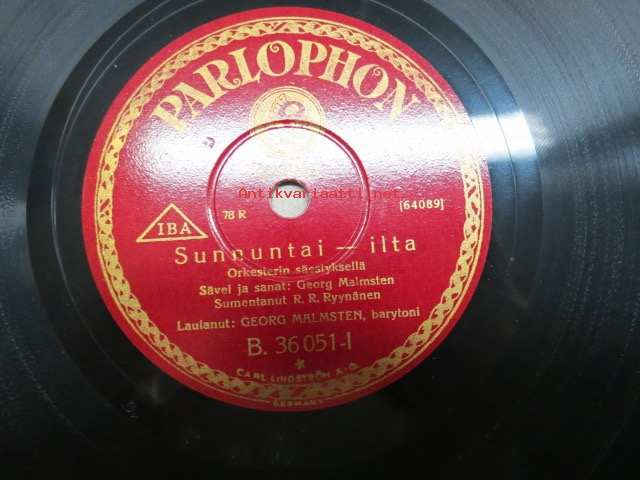 PARLOPHON
Antikvariaatti.net
IBA
78 R
[64089]
Sunnuntai — ilta
Orkesterin säestyksellä
Sävel ja sanat: Georg Malmsten
Sumentanut R. R. Ryynänen
Laulanut: GEORG MALMSTEN, barytoni
B. 36051-I
CARL LINDSTRÖM A.G.
GERMANY